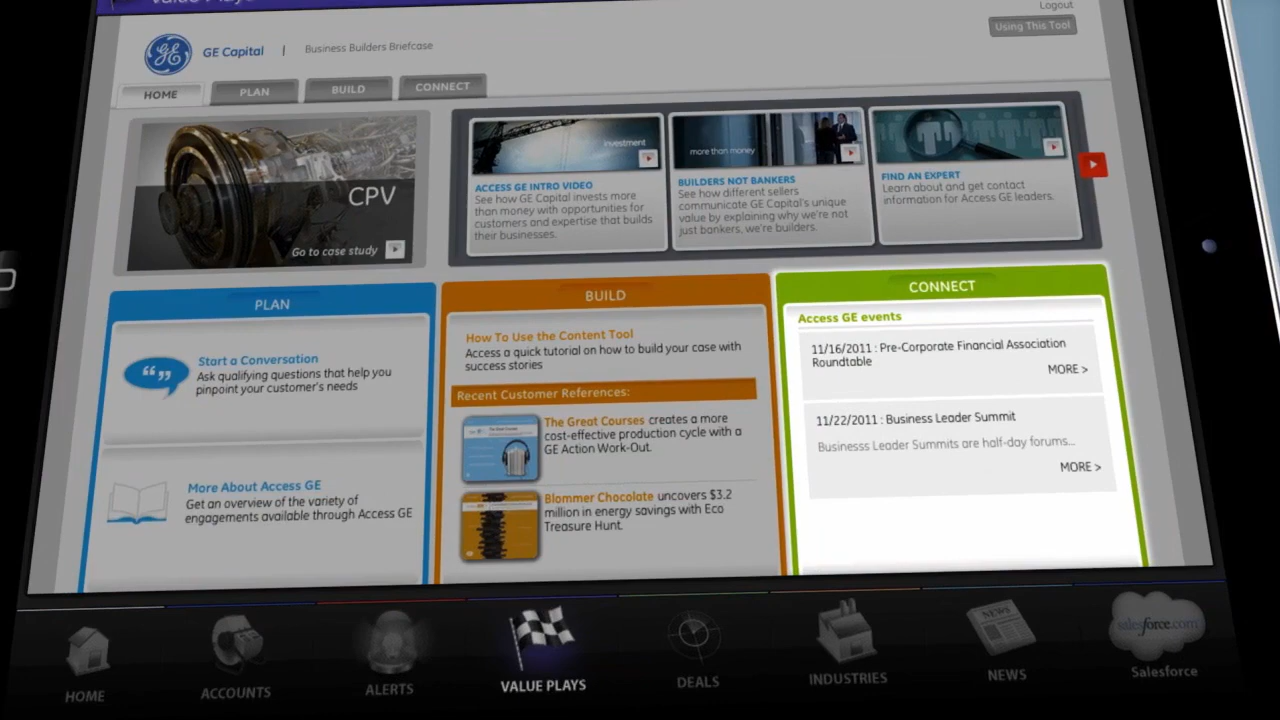 Value Plays
Logout
Using This Tool
GE Capital | Business Builders Briefcase
HOME
PLAN
BUILD
CONNECT
CPV
Go to case study
investment
ACCESS GE INTRO VIDEO
See how GE Capital invests more
than money with opportunities for
customers and expertise that builds
their businesses.
more than money
BUILDERS NOT BANKERS
See how different sellers
communicate GE Capital's unique
value by explaining why we're not
just bankers, we're builders.
FIND AN EXPERT
Learn about and get contact
information for Access GE leaders.
PLAN
Start a Conversation
Ask qualifying questions that help you
pinpoint your customer's needs
More About Access GE
Get an overview of the variety of
engagements available through Access GE
BUILD
How To Use the Content Tool
Access a quick tutorial on how to build your case with
success stories
Recent Customer References:
The Great Courses creates a more
cost-effective production cycle with a
GE Action Work-Out.
Blommer Chocolate uncovers $3.2
million in energy savings with Eco
Treasure Hunt.
CONNECT
Access GE events
11/16/2011 : Pre-Corporate Financial Association
Roundtable
MORE >
11/22/2011 : Business Leader Summit
Businesss Leader Summits are half-day forums...
MORE >
HOME
ACCOUNTS
ALERTS
VALUE PLAYS
DEALS
INDUSTRIES
NEWS
NEWS
salesforce.com
Salesforce